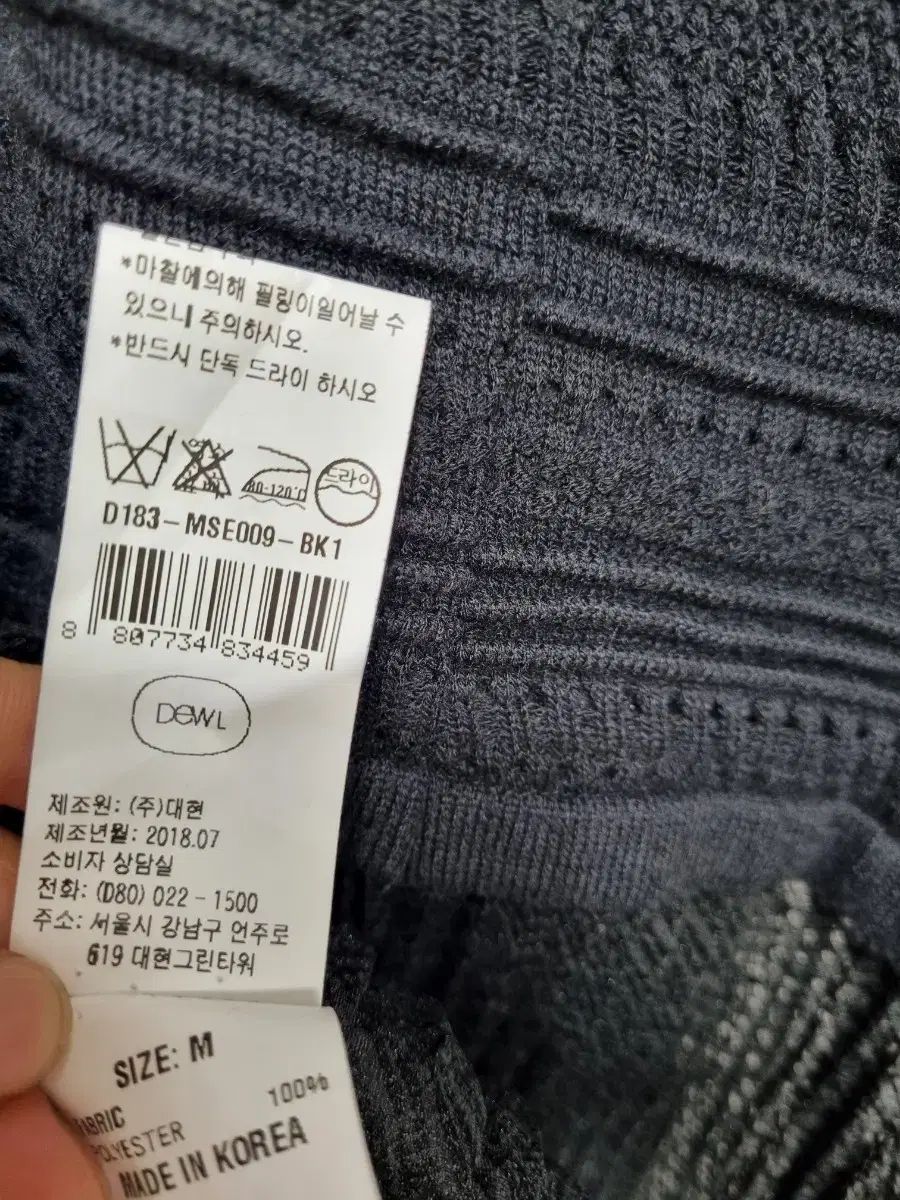 *마찰에의해 필링이일어날 수
있으니 주의하시오.
*반드시 단독 드라이 하시오
80-120℃
드라이
D183-MSE009-BK1
8 807734 834459
DEWL
제조원: (주)대현
제조년월: 2018.07
소비자 상담실
전화: (080) 022-1500
주소: 서울시 강남구 언주로
619 대현그린타워
SIZE: M
FABRIC
POLYESTER 100%
MADE IN KOREA